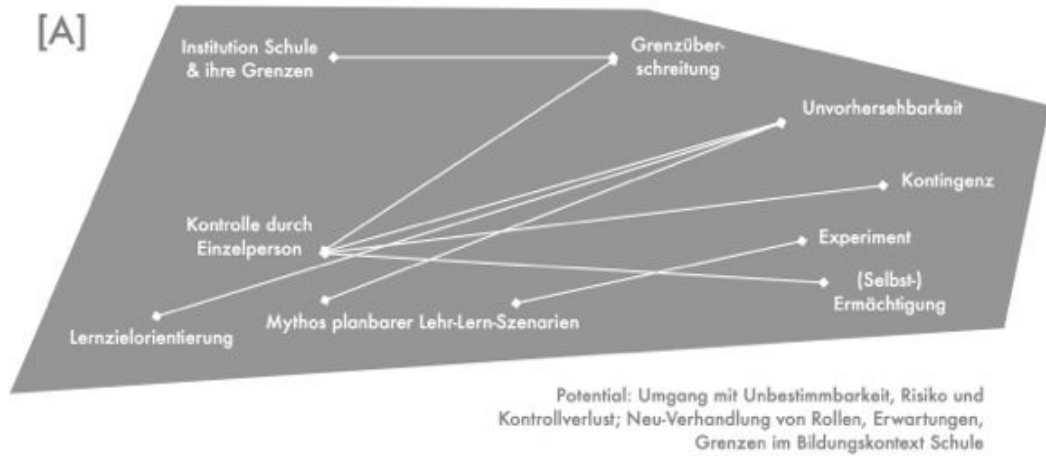 [A]
Institution Schule
& ihre Grenzen
Grenzüber-
schreitung
Unvorhersehbarkeit
Kontingenz
Kontrolle durch
Einzelperson
Experiment
(Selbst-)
Ermächtigung
Mythos planbarer Lehr-Lern-Szenarien
Lernzielorientierung
Potential: Umgang mit Unbestimmbarkeit, Risiko und
Kontrollverlust; Neu-Verhandlung von Rollen, Erwartungen,
Grenzen im Bildungskontext Schule